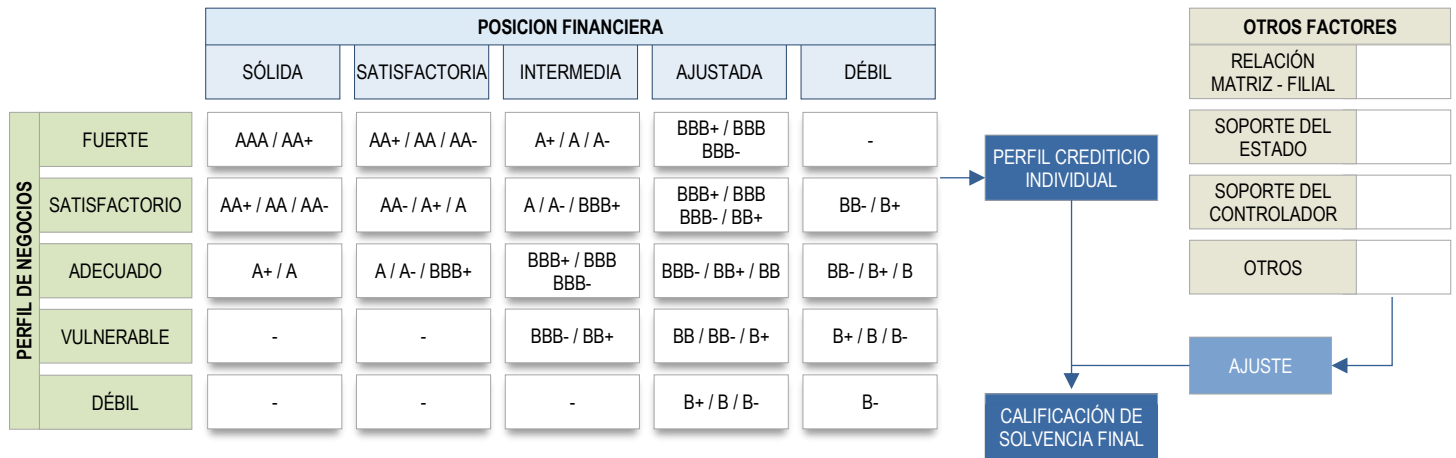 POSICION FINANCIERA
SÓLIDA
SATISFACTORIA
INTERMEDIA
AJUSTADA
DÉBIL
PERFIL DE NEGOCIOS
FUERTE
AAA / AA+
AA+ / AA / AA-
A+ / A / A-
BBB+ / BBB
BBB-
-
SATISFACTORIO
AA+ / AA / AA-
AA- / A+ / A
A / A- / BBB+
BBB+ / BBB
BBB- / BB+
BB- / B+
ADECUADO
A+ / A
A / A- / BBB+
BBB+ / BBB
BBB-
BBB- / BB+ / BB
BB- / B+ / B
VULNERABLE
-
-
BBB- / BB+
BB / BB- / B+
B+ / B / B-
DÉBIL
-
-
-
B+ / B / B-
B-
PERFIL CREDITICIO
INDIVIDUAL
CALIFICACIÓN DE
SOLVENCIA FINAL
OTROS FACTORES
RELACIÓN
MATRIZ - FILIAL
SOPORTE DEL
ESTADO
SOPORTE DEL
CONTROLADOR
OTROS
AJUSTE